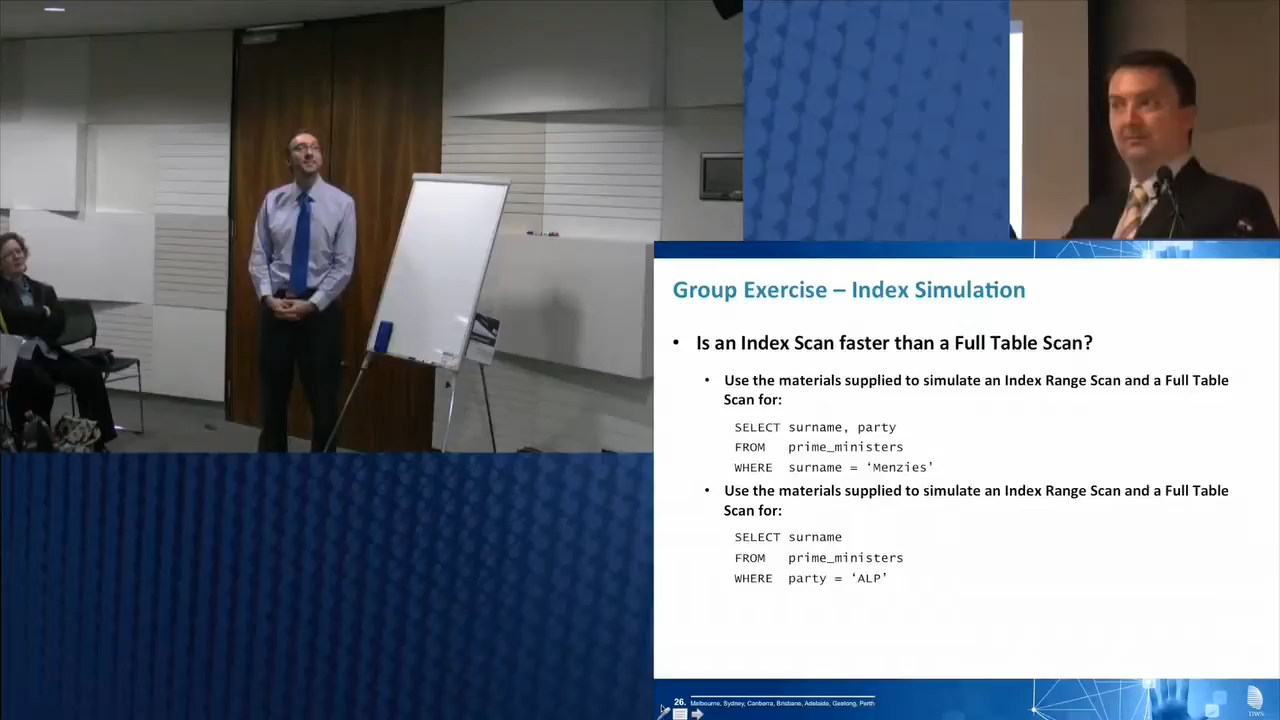 Group Exercise – Index Simulation
• Is an Index Scan faster than a Full Table Scan?
• Use the materials supplied to simulate an Index Range Scan and a Full Table
Scan for:
SELECT surname, party
FROM prime_ministers
WHERE surname = ‘Menzies’
• Use the materials supplied to simulate an Index Range Scan and a Full Table
Scan for:
SELECT surname
FROM prime_ministers
WHERE party = ‘ALP’
26. Melbourne, Sydney, Canberra, Brisbane, Adelaide, Geelong, Perth
DWS